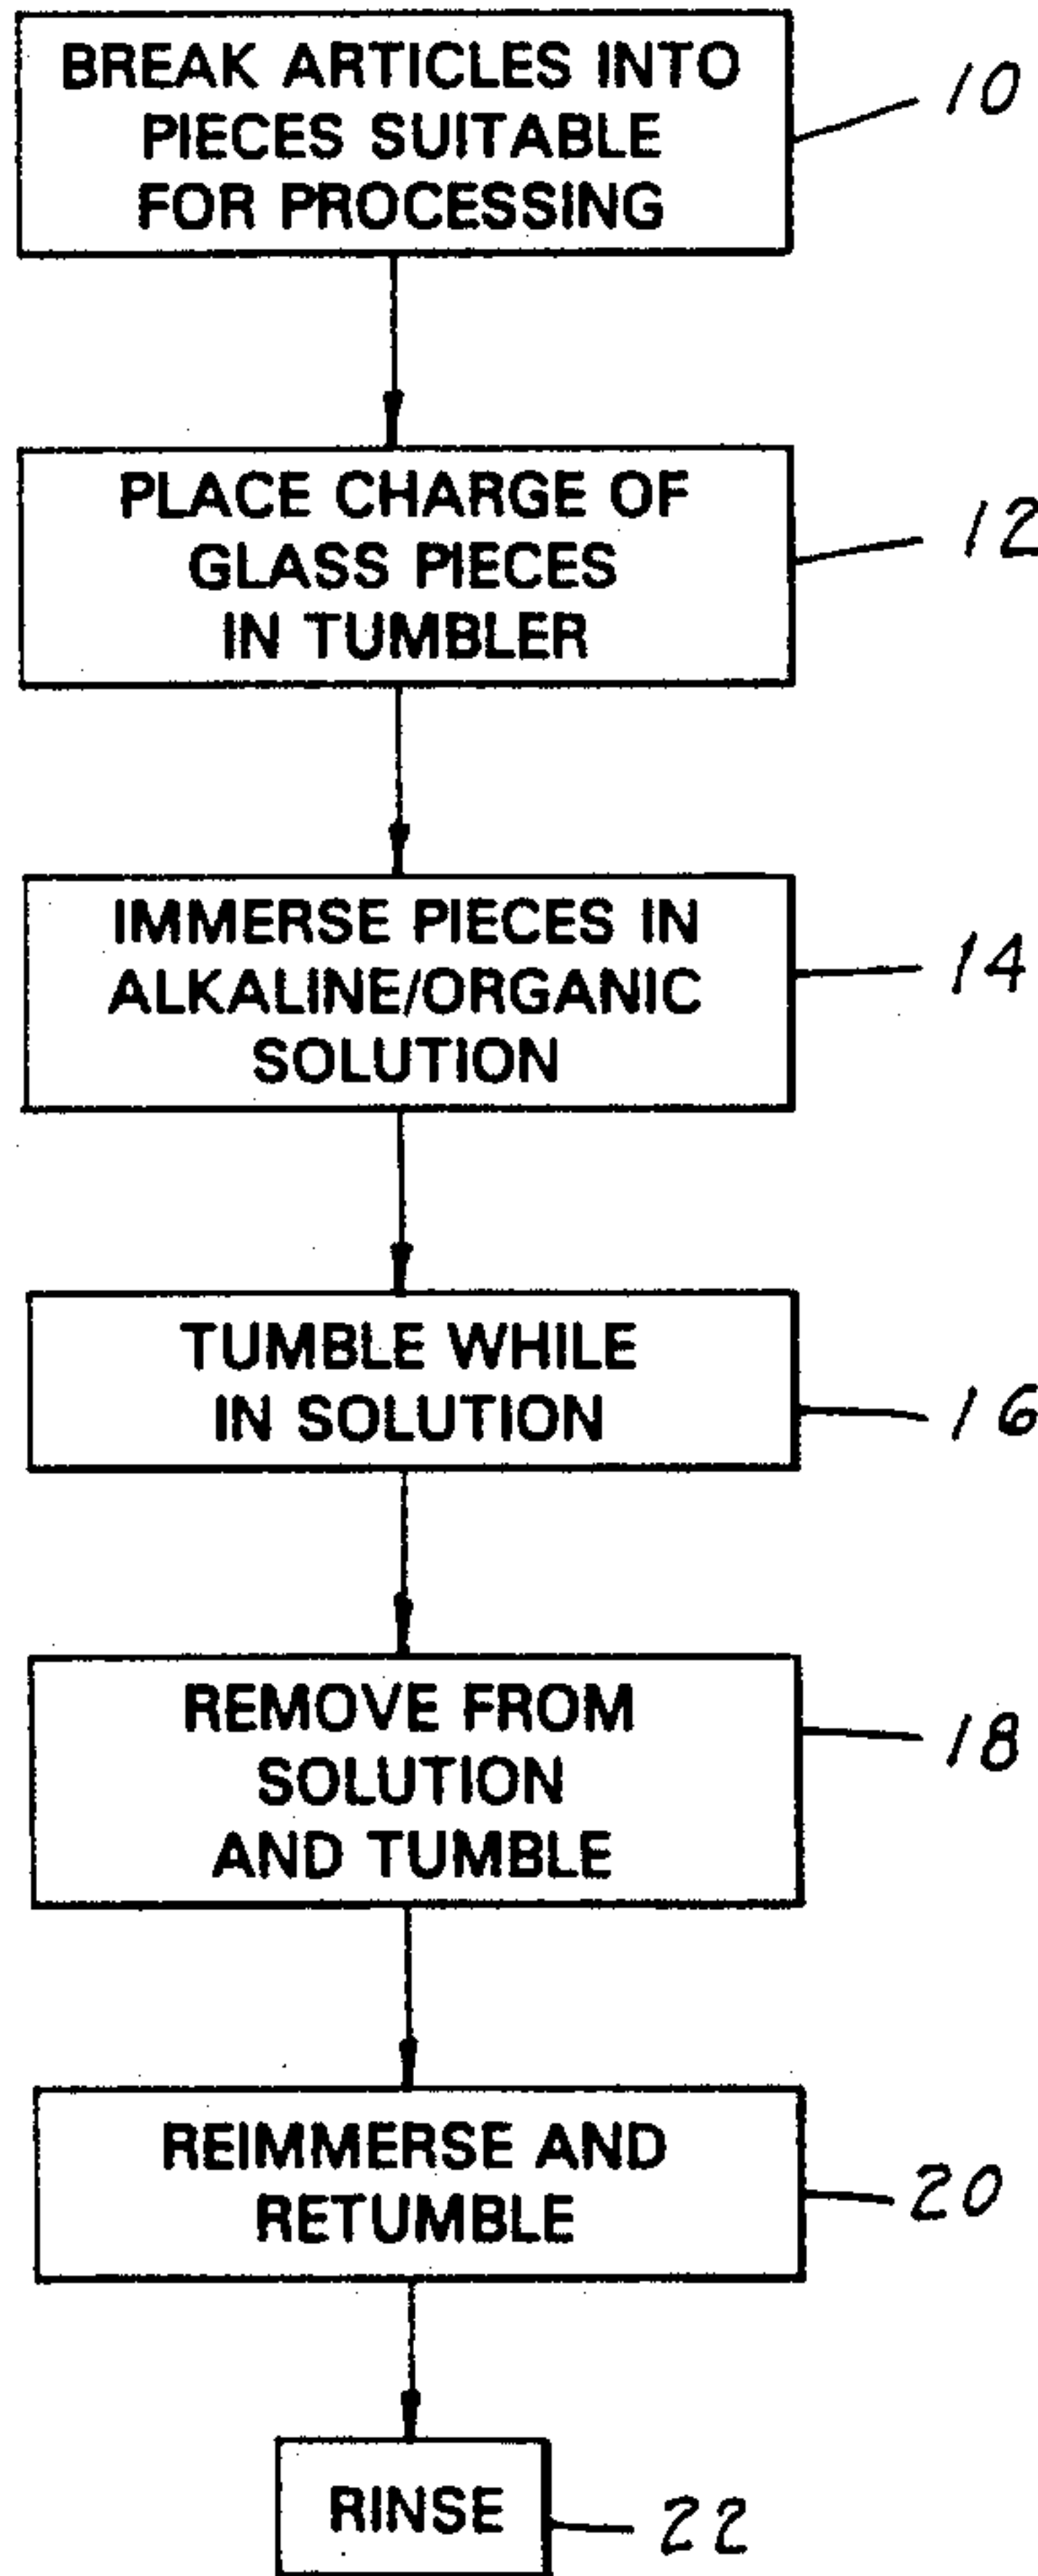 BREAK ARTICLES INTO
PIECES SUITABLE
FOR PROCESSING
10
PLACE CHARGE OF
GLASS PIECES
IN TUMBLER
12
IMMERSE PIECES IN
ALKALINE/ORGANIC
SOLUTION
14
TUMBLE WHILE
IN SOLUTION
16
REMOVE FROM
SOLUTION
AND TUMBLE
18
REIMMERSE AND
RETUMBLE
20
RINSE
22